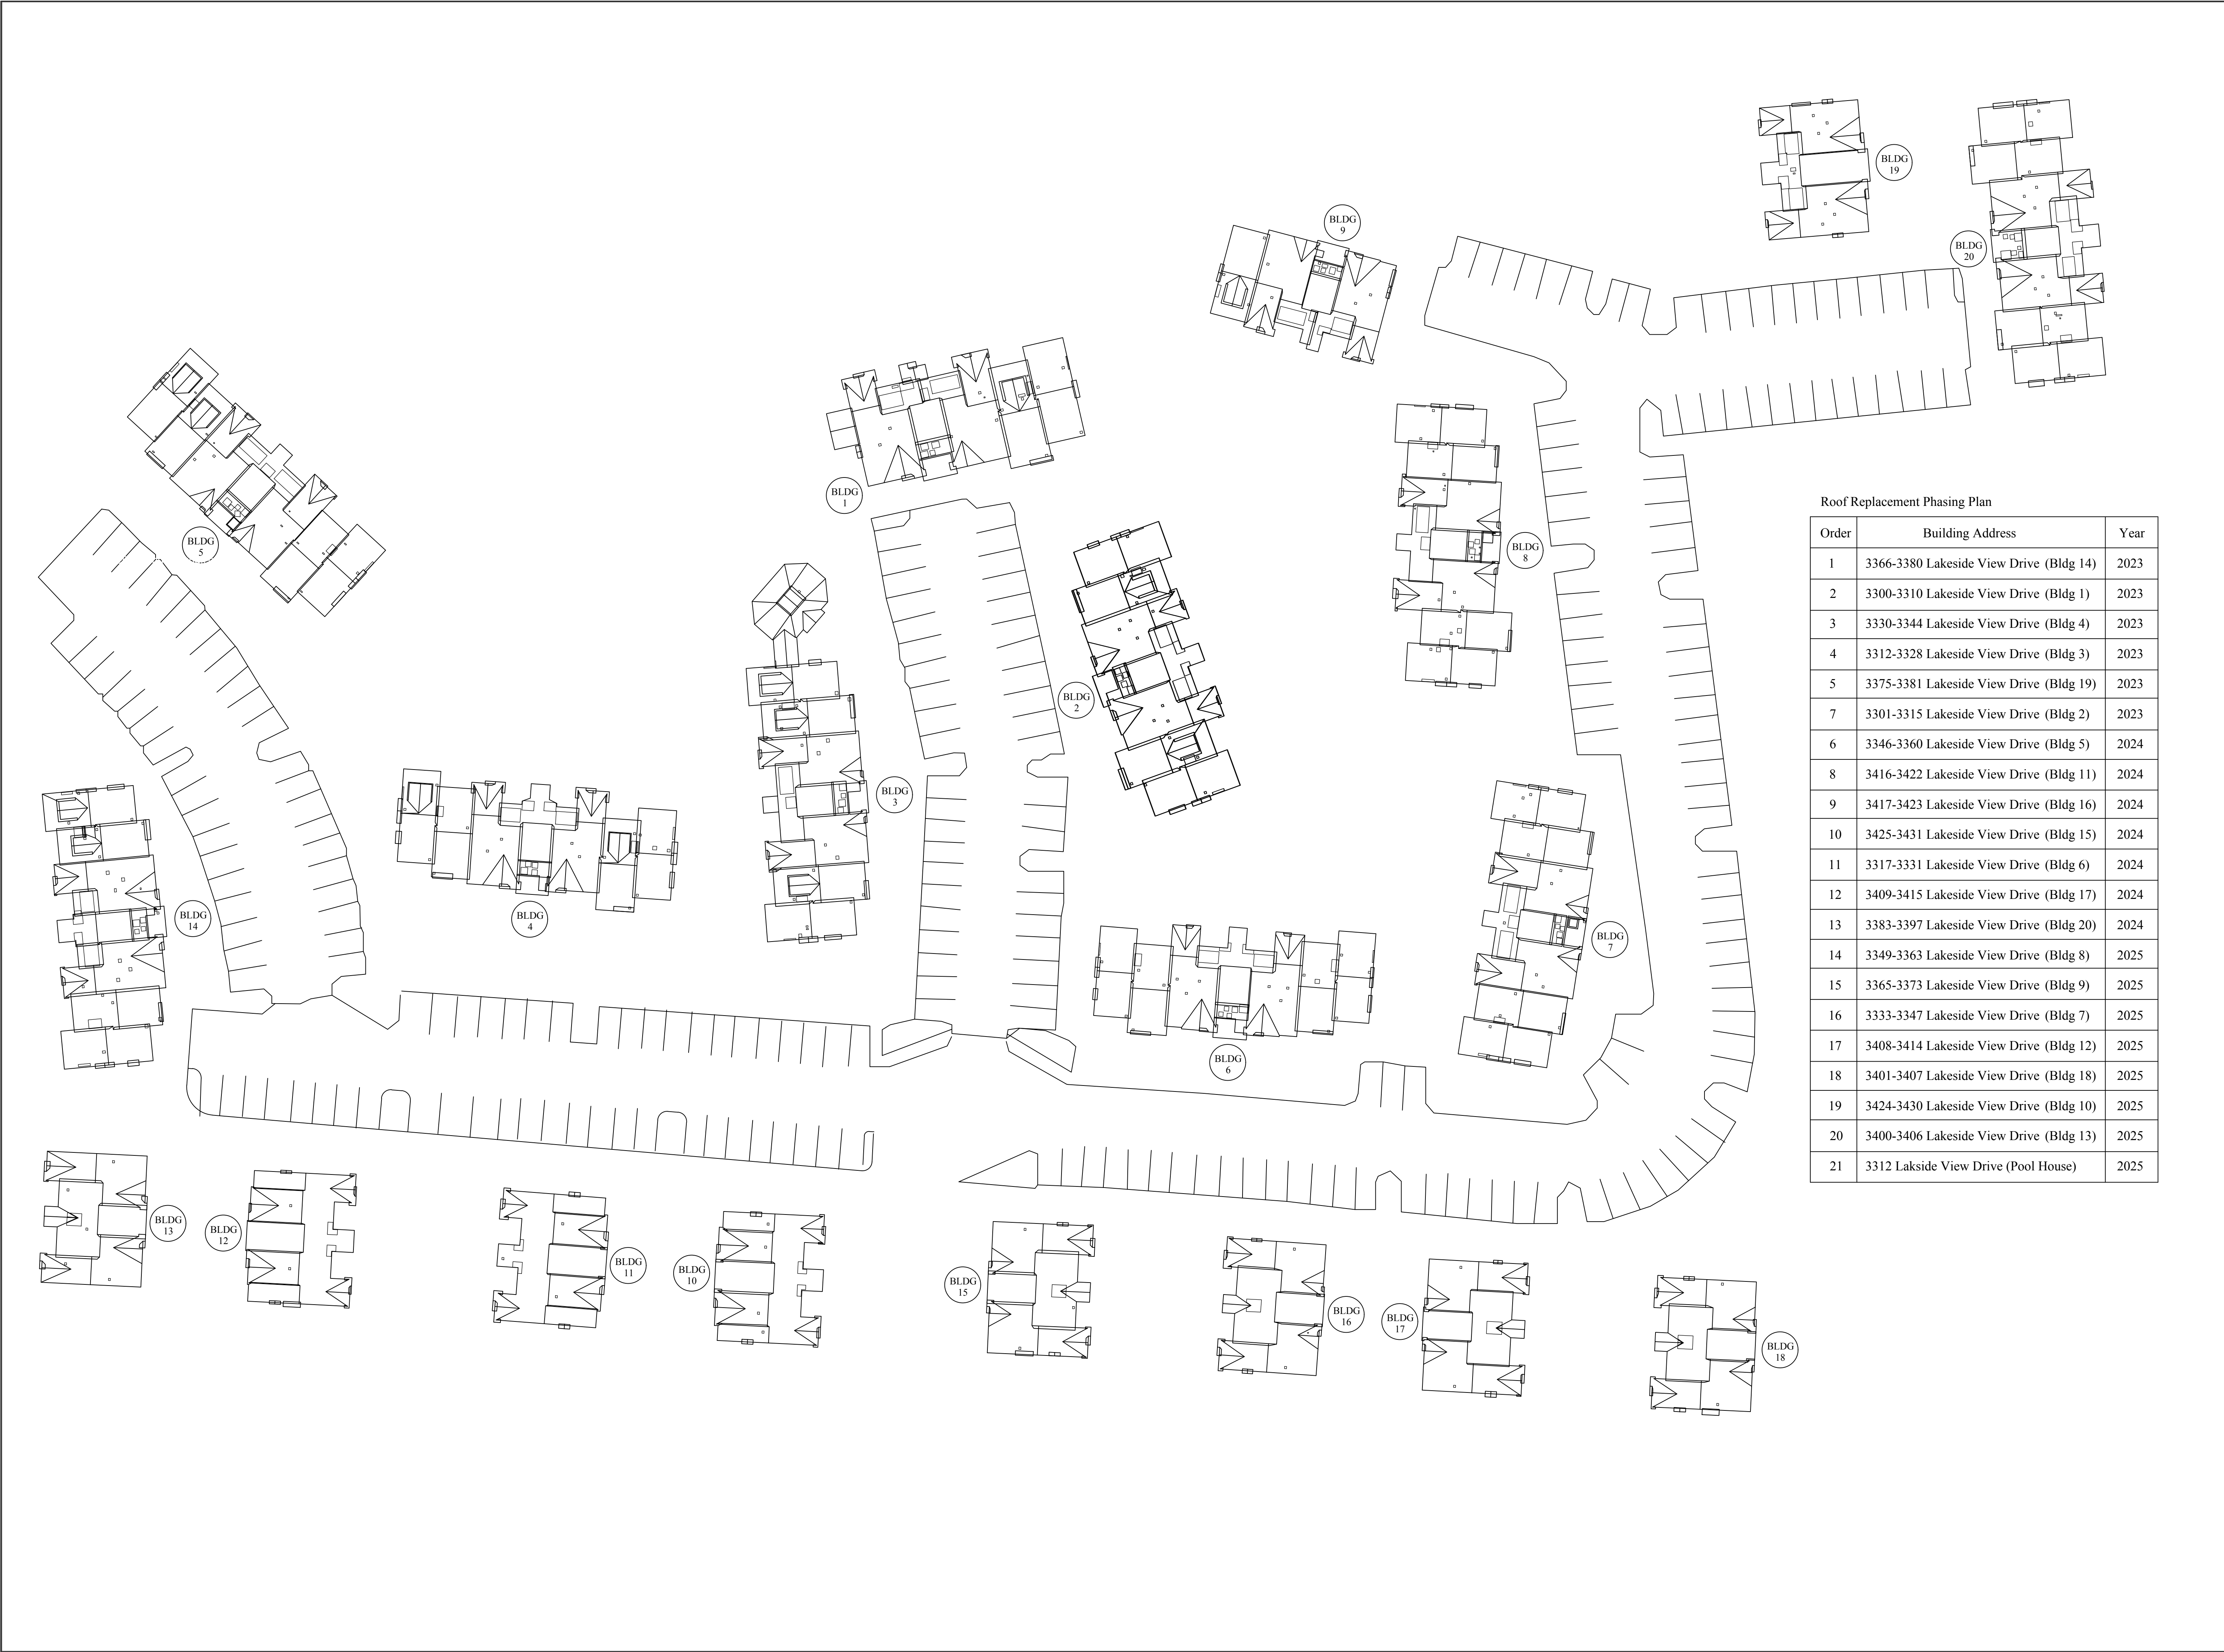 BLDG
19
BLDG
9
BLDG
20
BLDG
1
BLDG
5
BLDG
8
BLDG
2
BLDG
3
BLDG
14
BLDG
4
BLDG
7
BLDG
6
BLDG
13
BLDG
12
BLDG
11
BLDG
10
BLDG
15
BLDG
16
BLDG
17
BLDG
18
Roof Replacement Phasing Plan
Order Building Address Year
1 3366-3380 Lakeside View Drive (Bldg 14) 2023
2 3300-3310 Lakeside View Drive (Bldg 1) 2023
3 3330-3344 Lakeside View Drive (Bldg 4) 2023
4 3312-3328 Lakeside View Drive (Bldg 3) 2023
5 3375-3381 Lakeside View Drive (Bldg 19) 2023
7 3301-3315 Lakeside View Drive (Bldg 2) 2023
6 3346-3360 Lakeside View Drive (Bldg 5) 2024
8 3416-3422 Lakeside View Drive (Bldg 11) 2024
9 3417-3423 Lakeside View Drive (Bldg 16) 2024
10 3425-3431 Lakeside View Drive (Bldg 15) 2024
11 3317-3331 Lakeside View Drive (Bldg 6) 2024
12 3409-3415 Lakeside View Drive (Bldg 17) 2024
13 3383-3397 Lakeside View Drive (Bldg 20) 2024
14 3349-3363 Lakeside View Drive (Bldg 8) 2025
15 3365-3373 Lakeside View Drive (Bldg 9) 2025
16 3333-3347 Lakeside View Drive (Bldg 7) 2025
17 3408-3414 Lakeside View Drive (Bldg 12) 2025
18 3401-3407 Lakeside View Drive (Bldg 18) 2025
19 3424-3430 Lakeside View Drive (Bldg 10) 2025
20 3400-3406 Lakeside View Drive (Bldg 13) 2025
21 3312 Lakside View Drive (Pool House) 2025